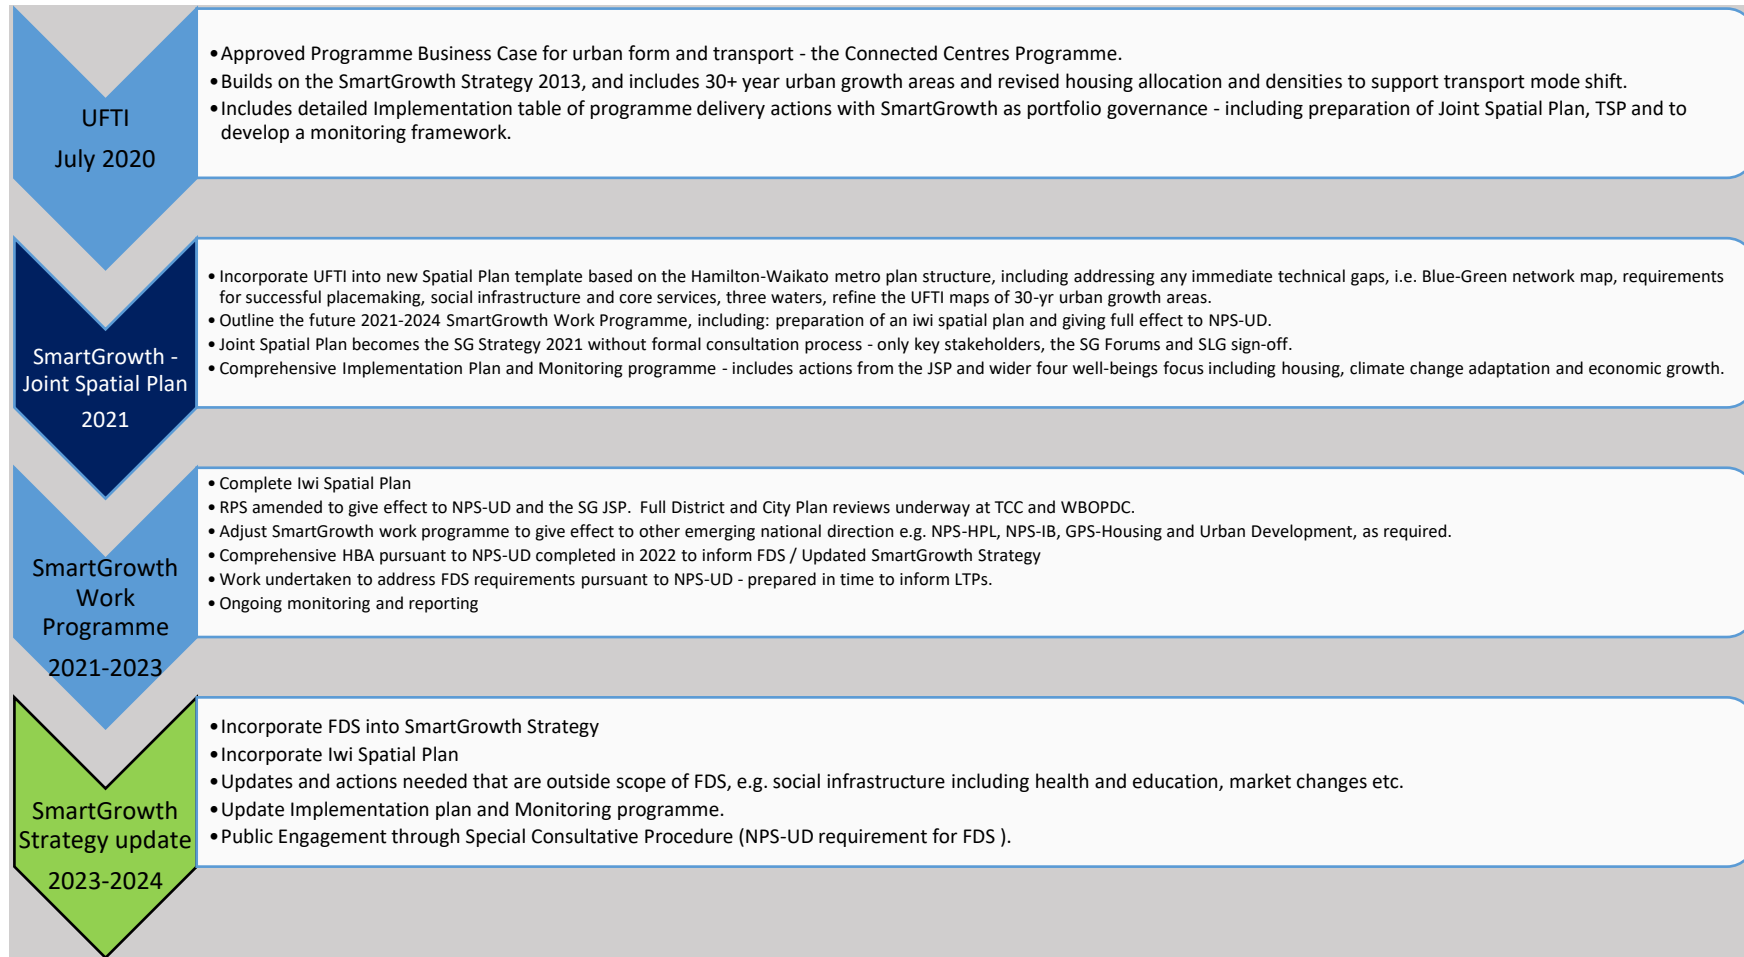 UFTI
July 2020
•Approved Programme Business Case for urban form and transport - the Connected Centres Programme.
•Builds on the SmartGrowth Strategy 2013, and includes 30+ year urban growth areas and revised housing allocation and densities to support transport mode shift.
•Includes detailed Implementation table of programme delivery actions with SmartGrowth as portfolio governance - including preparation of Joint Spatial Plan, TSP and to
develop a monitoring framework.
SmartGrowth -
Joint Spatial Plan
2021
• Incorporate UFTI into new Spatial Plan template based on the Hamilton-Waikato metro plan structure, including addressing any immediate technical gaps, i.e. Blue-Green network map, requirements
for successful placemaking, social infrastructure and core services, three waters, refine the UFTI maps of 30-yr urban growth areas.
• Outline the future 2021-2024 SmartGrowth Work Programme, including: preparation of an iwi spatial plan and giving full effect to NPS-UD.
• Joint Spatial Plan becomes the SG Strategy 2021 without formal consultation process - only key stakeholders, the SG Forums and SLG sign-off.
• Comprehensive Implementation Plan and Monitoring programme - includes actions from the JSP and wider four well-beings focus including housing, climate change adaptation and economic growth.
SmartGrowth
Work
Programme
2021-2023
• Complete Iwi Spatial Plan
• RPS amended to give effect to NPS-UD and the SG JSP. Full District and City Plan reviews underway at TCC and WBOPDC.
• Adjust SmartGrowth work programme to give effect to other emerging national direction e.g. NPS-HPL, NPS-IB, GPS-Housing and Urban Development, as required.
• Comprehensive HBA pursuant to NPS-UD completed in 2022 to inform FDS / Updated SmartGrowth Strategy
• Work undertaken to address FDS requirements pursuant to NPS-UD - prepared in time to inform LTPs.
• Ongoing monitoring and reporting
SmartGrowth
Strategy update
2023-2024
•Incorporate FDS into SmartGrowth Strategy
•Incorporate Iwi Spatial Plan
•Updates and actions needed that are outside scope of FDS, e.g. social infrastructure including health and education, market changes etc.
•Update Implementation plan and Monitoring programme.
•Public Engagement through Special Consultative Procedure (NPS-UD requirement for FDS ).